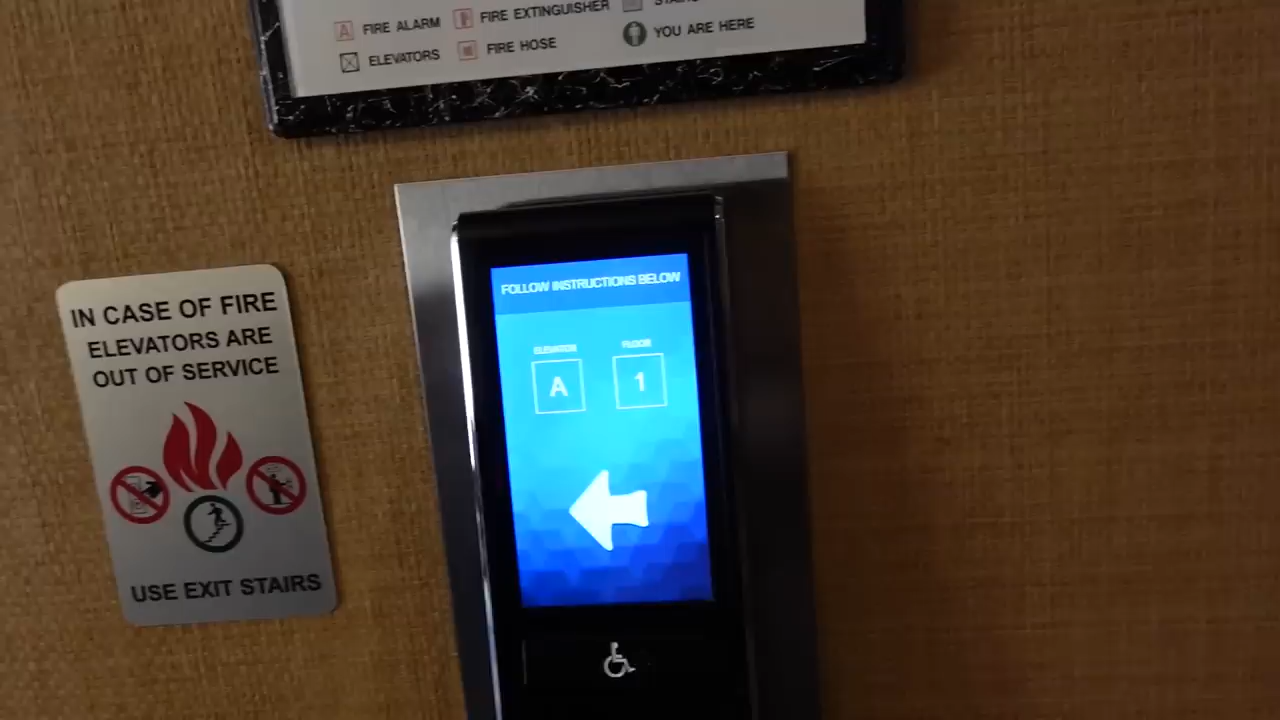 FIRE ALARM
FIRE EXTINGUISHER
ELEVATORS
FIRE HOSE
YOU ARE HERE
IN CASE OF FIRE
ELEVATORS ARE
OUT OF SERVICE
USE EXIT STAIRS
FOLLOW INSTRUCTIONS BELOW
ELEVATOR
FLOOR
A
1